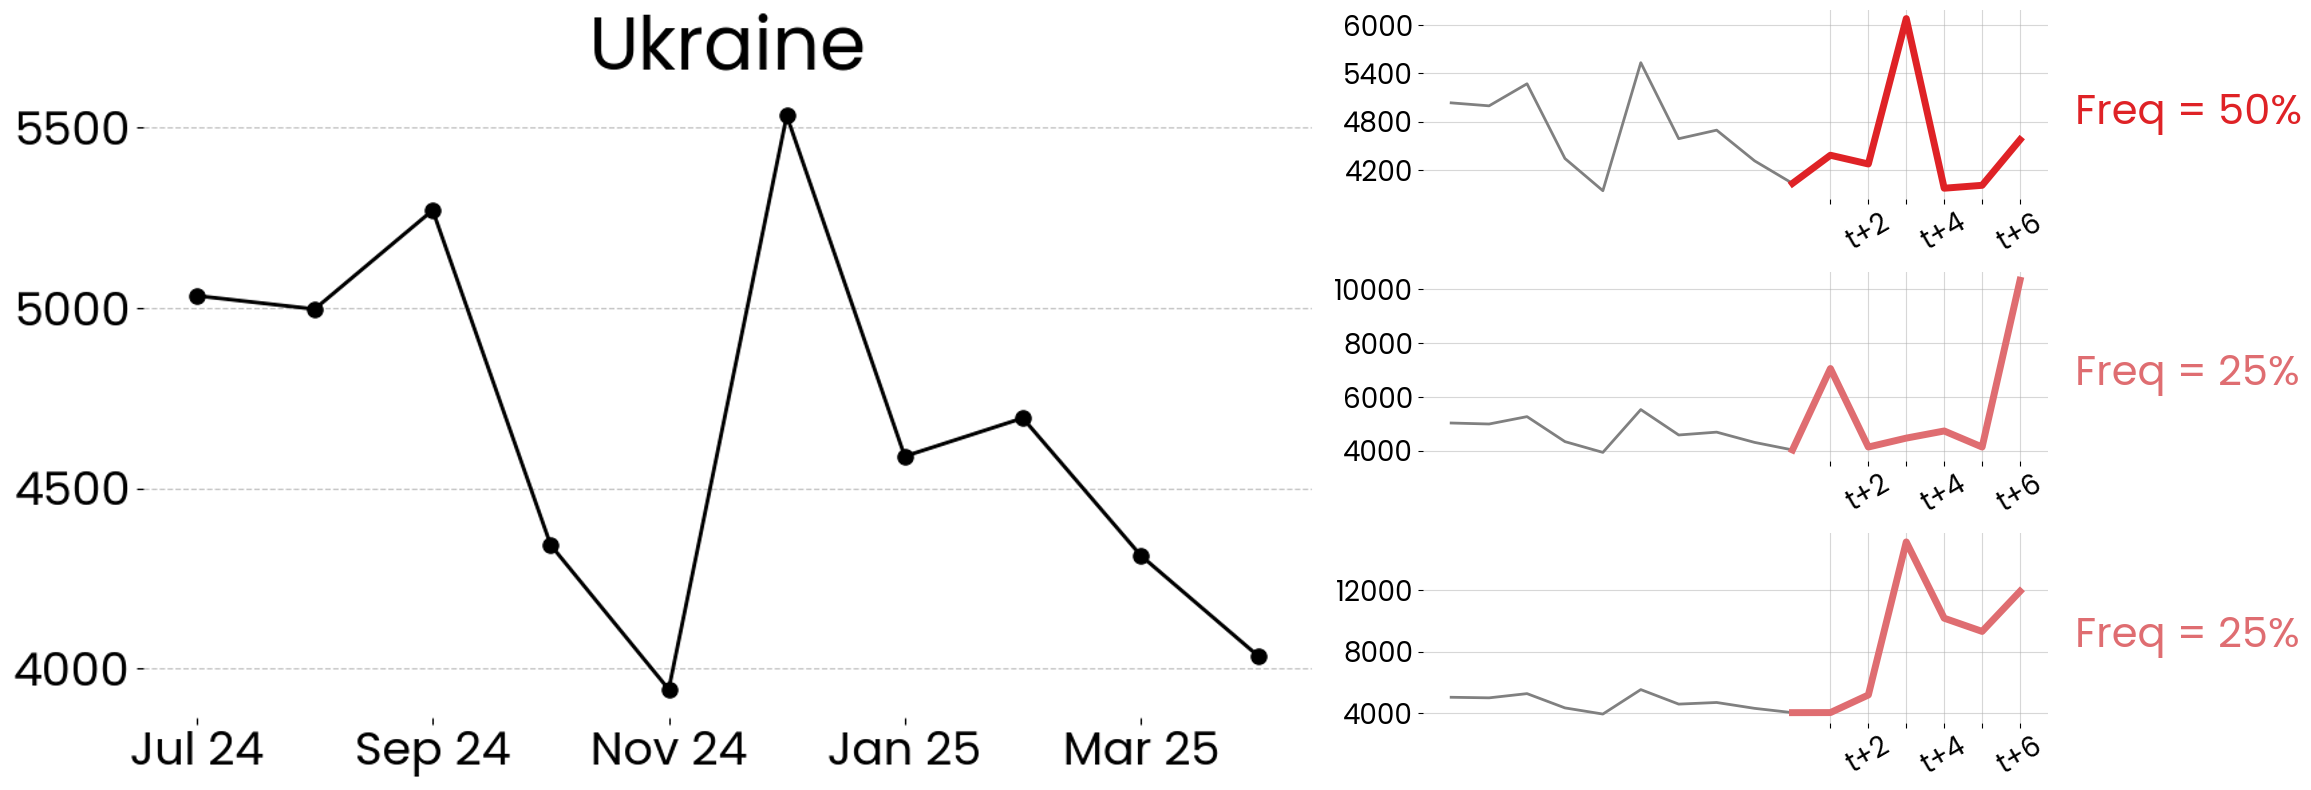 Ukraine
5500
5000
4500
4000
Jul 24 Sep 24 Nov 24 Jan 25 Mar 25
6000
5400
4800
4200
t+2 t+4 t+6
Freq = 50%
10000
8000
6000
4000
t+2 t+4 t+6
Freq = 25%
12000
8000
4000
t+2 t+4 t+6
Freq = 25%